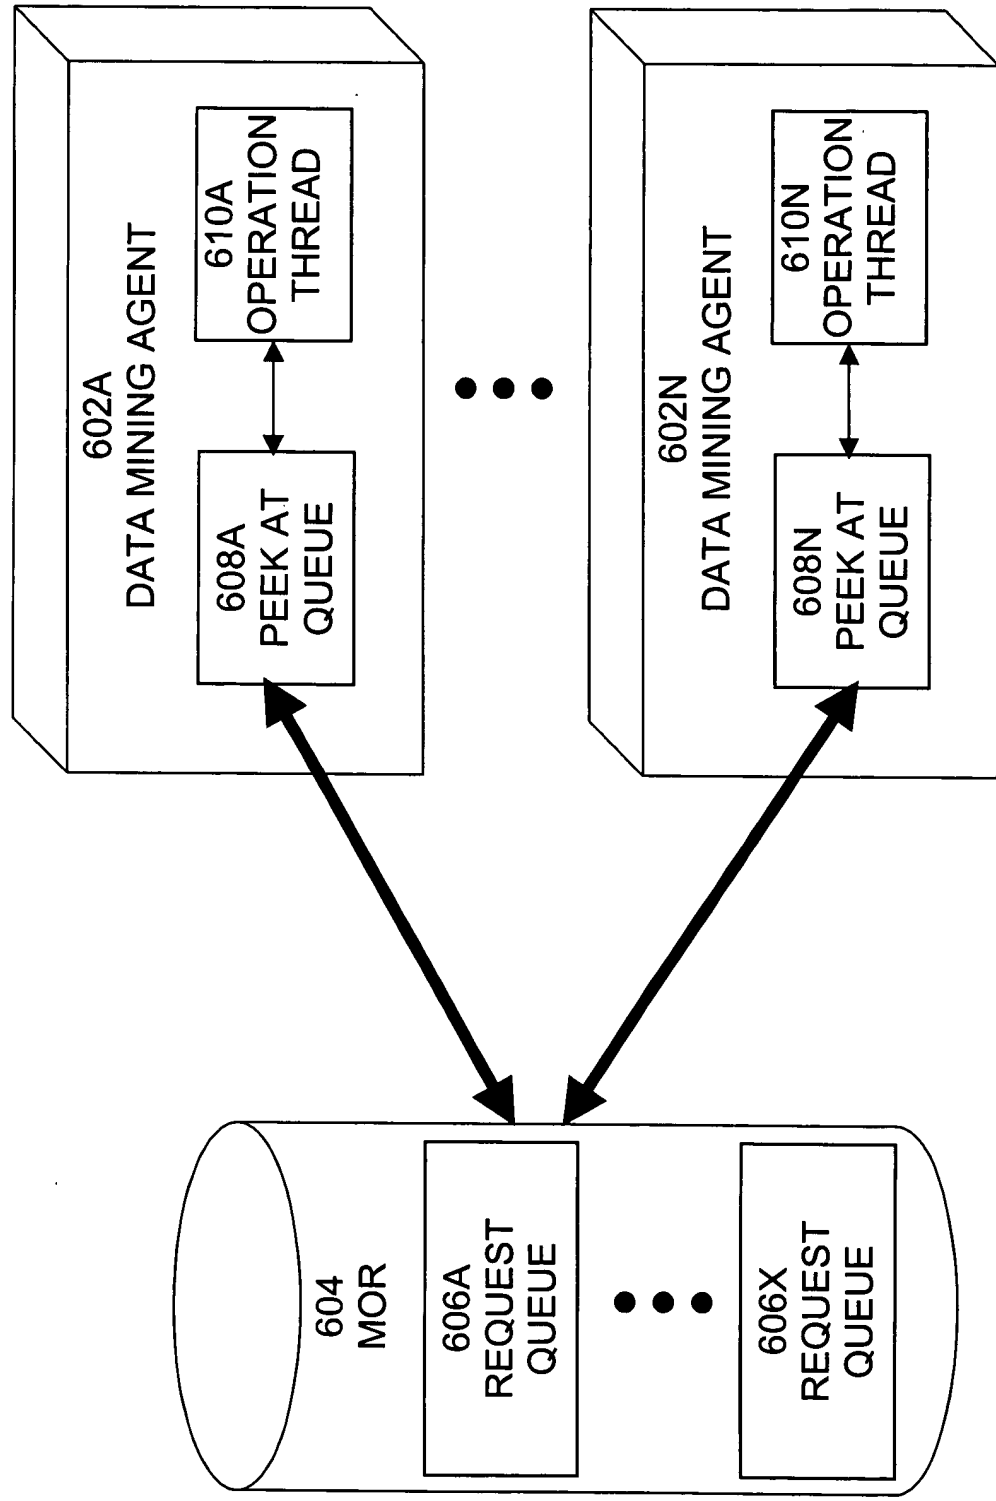 604
MOR
606A
REQUEST
QUEUE
606X
REQUEST
QUEUE
602A
DATA MINING AGENT
608A
PEEK AT
QUEUE
610A
OPERATION
THREAD
602N
DATA MINING AGENT
608N
PEEK AT
QUEUE
610N
OPERATION
THREAD